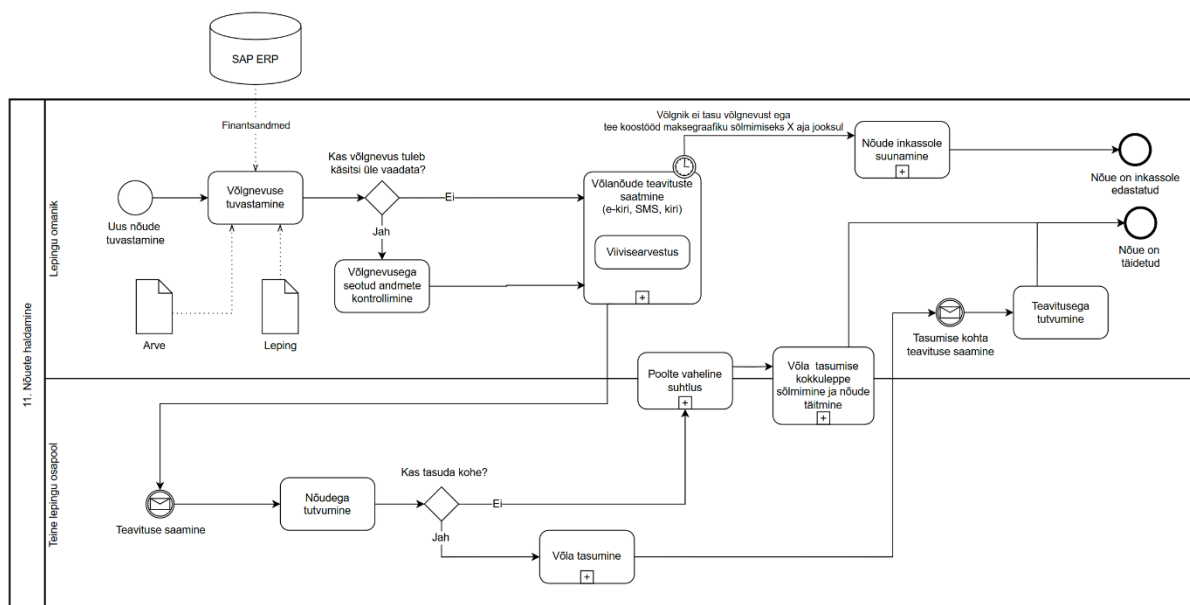 SAP ERP
11. Nõuete haldamine
Lepingu omanik
Finantsandmed
Uus nõude
tuvastamine
Võlgnevuse
tuvastamine
Arve
Leping
Kas võlgnevus tuleb
käsitsi üle vaadata?
Ei
Jah
Võlgnevusega
seotud andmete
kontrollimine
Võlanõude teavituste
saatmine
(e-kiri, SMS, kiri)
Viivisearvestus
Võlgnik ei tasu võlgnevust ega
tee koostööd maksegraafiku sõlmimiseks X aja jooksul
Nõude inkassole
suunamine
Nõue on inkassole
edastatud
Nõue on
täidetud
Tasumise kohta
teavituse saamine
Teavitusega
tutvumine
Poolte vaheline
suhtlus
Võla tasumise
kokkuleppe
sõlmimine ja nõude
täitmine
Teine lepingu osapool
Teavituse saamine
Nõudega
tutvumine
Kas tasuda kohe?
Ei
Jah
Võla tasumine